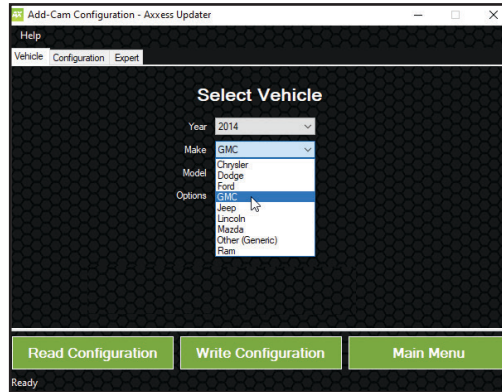 Add-Cam Configuration - Axxess Updater
Help
Vehicle Configuration Expert
Select Vehicle
Year 2014
Make GMC
Model
Options
Chrysler
Dodge
Ford
GMC
Jeep
Lincoln
Mazda
Other (Generic)
Ram
Read Configuration Write Configuration Main Menu
Ready